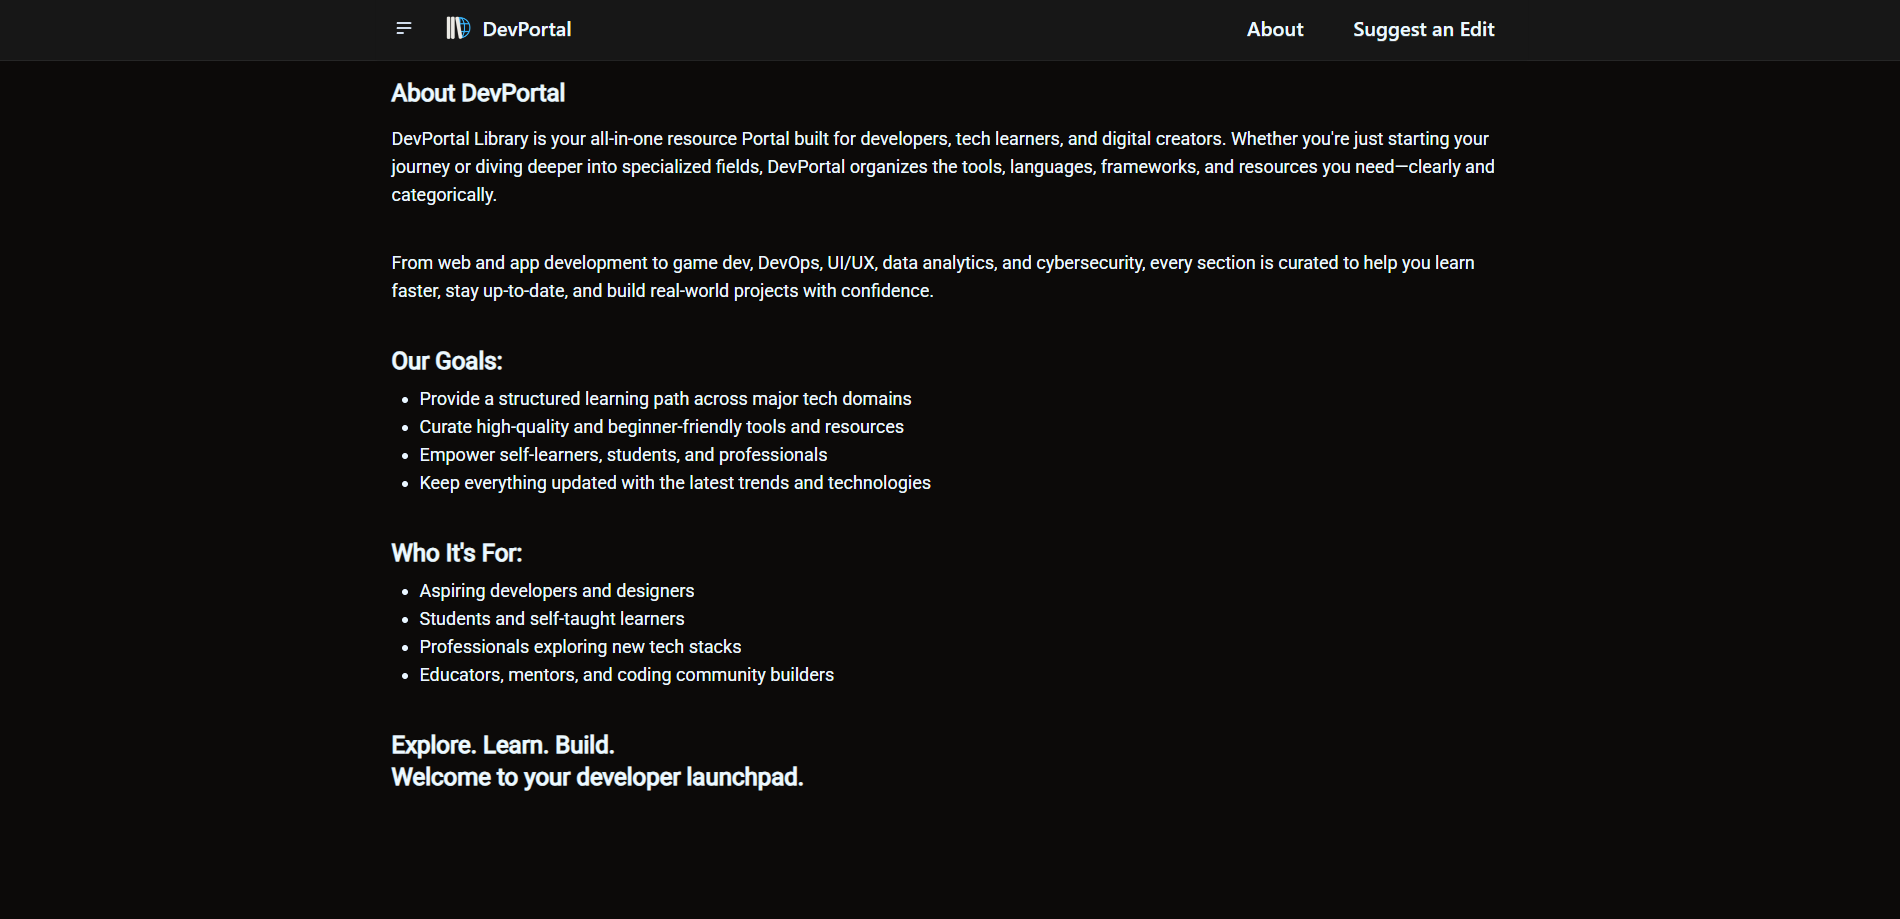 DevPortal
About
Suggest an Edit
About DevPortal
DevPortal Library is your all-in-one resource Portal built for developers, tech learners, and digital creators. Whether you're just starting your
journey or diving deeper into specialized fields, DevPortal organizes the tools, languages, frameworks, and resources you need—clearly and
categorically.
From web and app development to game dev, DevOps, UI/UX, data analytics, and cybersecurity, every section is curated to help you learn
faster, stay up-to-date, and build real-world projects with confidence.
Our Goals:
• Provide a structured learning path across major tech domains
• Curate high-quality and beginner-friendly tools and resources
• Empower self-learners, students, and professionals
• Keep everything updated with the latest trends and technologies
Who It's For:
• Aspiring developers and designers
• Students and self-taught learners
• Professionals exploring new tech stacks
• Educators, mentors, and coding community builders
Explore. Learn. Build.
Welcome to your developer launchpad.